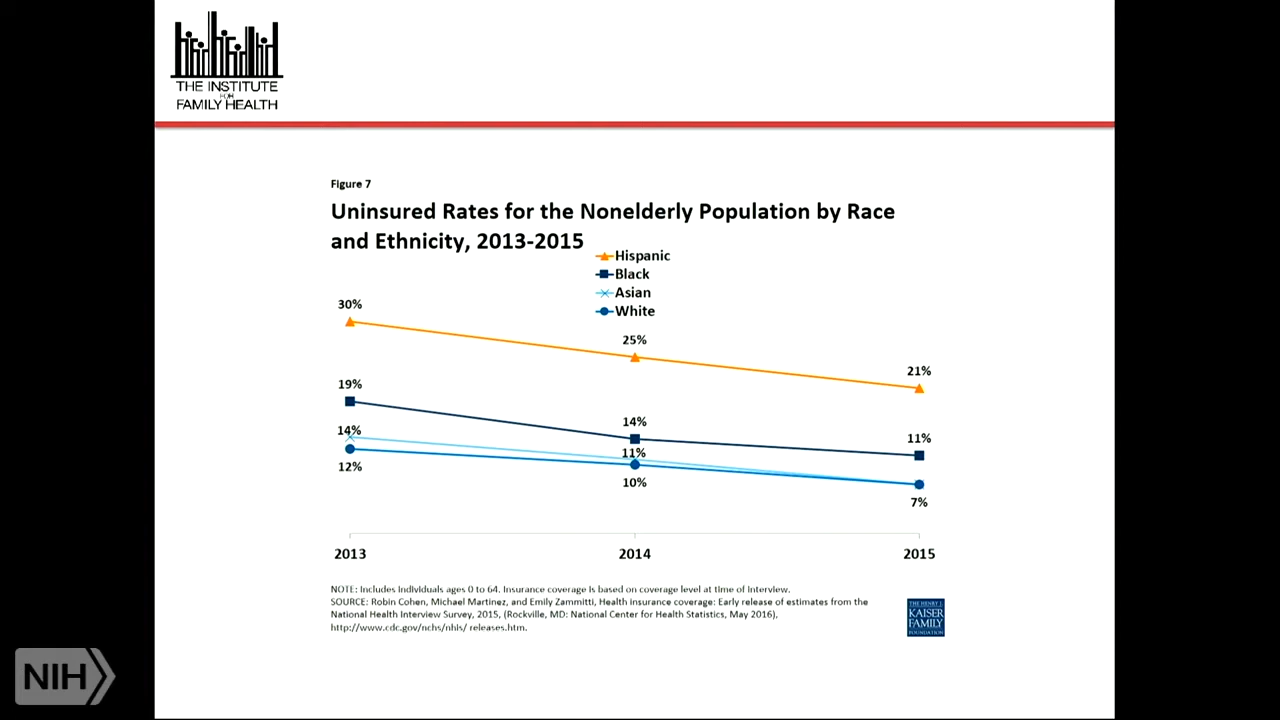 THE INSTITUTE
FOR
FAMILY HEALTH
Figure 7
Uninsured Rates for the Nonelderly Population by Race
and Ethnicity, 2013-2015
Hispanic
Black
Asian
White
30%
25%
21%
19%
14%
11%
14%
11%
12%
10%
7%
2013 2014 2015
NOTE: Includes individuals ages 0 to 64. Insurance coverage is based on coverage level at time of interview.
SOURCE: Robin Cohen, Michael Martinez, and Emily Zammitti, Health insurance coverage: Early release of estimates from the
National Health Interview Survey, 2015, (Rockville, MD: National Center for Health Statistics, May 2016),
http://www.cdc.gov/nchs/nhis/ releases.htm.
THE HENRY J.
KAISER
FAMILY
FOUNDATION
NIH